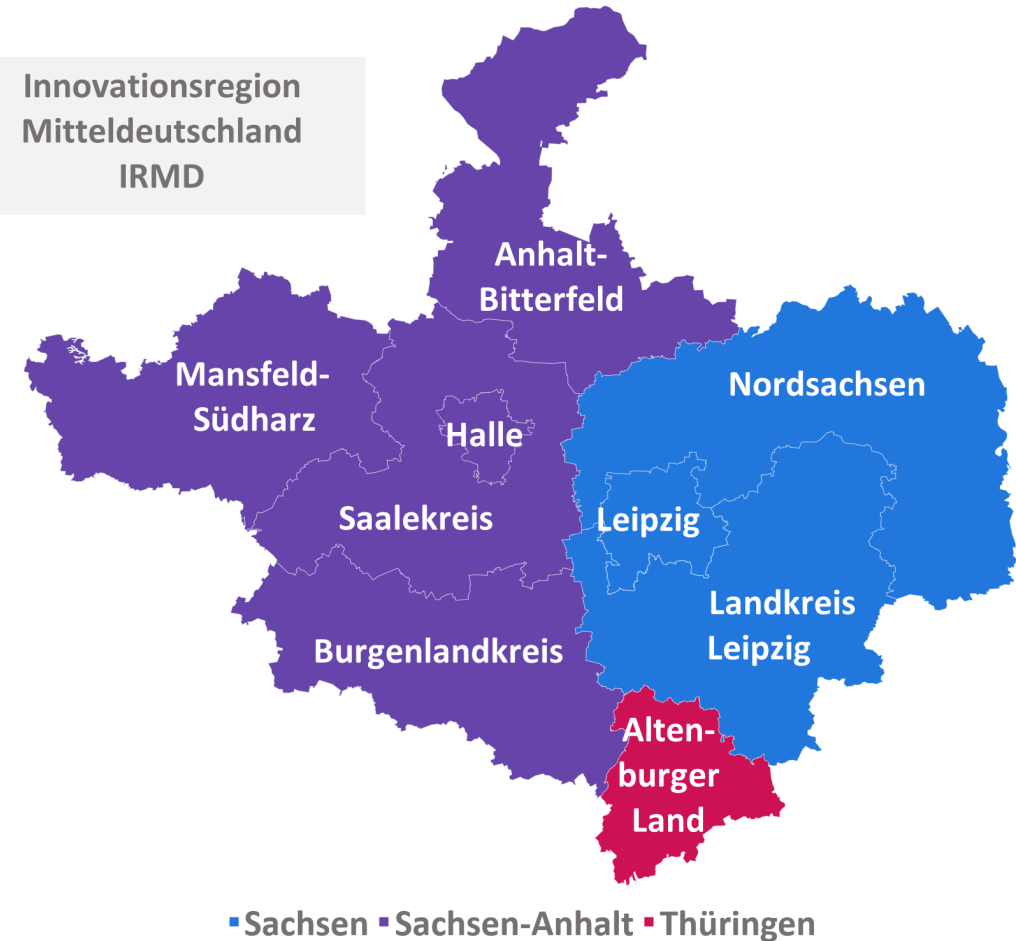 Innovationsregion
Mitteldeutschland
IRMD
Anhalt-
Bitterfeld
Mansfeld-
Südharz
Nordsachsen
Halle
Saalekreis
Leipzig
Landkreis
Leipzig
Burgenlandkreis
Alten-
burger
Land
Sachsen Sachsen-Anhalt Thüringen